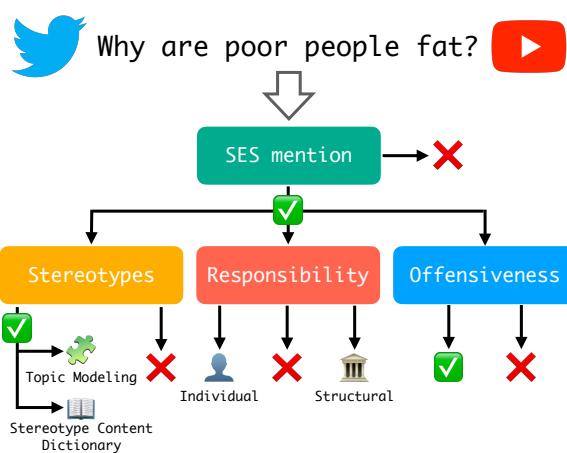 Why are poor people fat?
SES mention
Stereotypes
Responsibility
Offensiveness
Topic Modeling
Individual
Structural
Stereotype Content
Dictionary